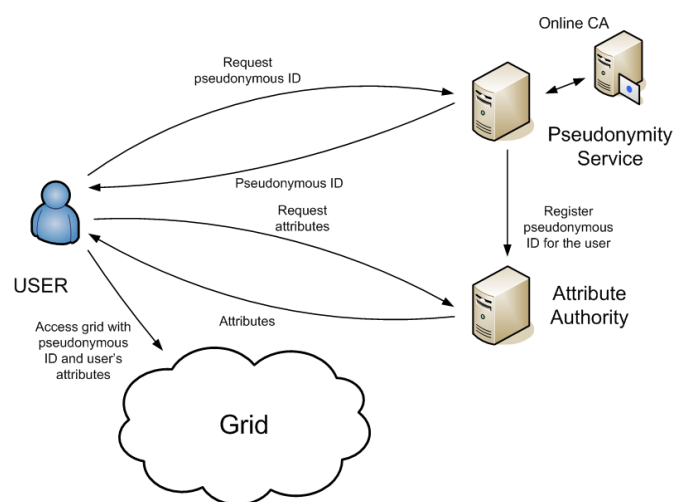 Online CA
Request
pseudonymous ID
Pseudonymity
Service
Pseudonymous ID
Request
attributes
Register
pseudonymous
ID for the user
USER
Attribute
Authority
Attributes
Access grid with
pseudonymous
ID and user's
attributes
Grid